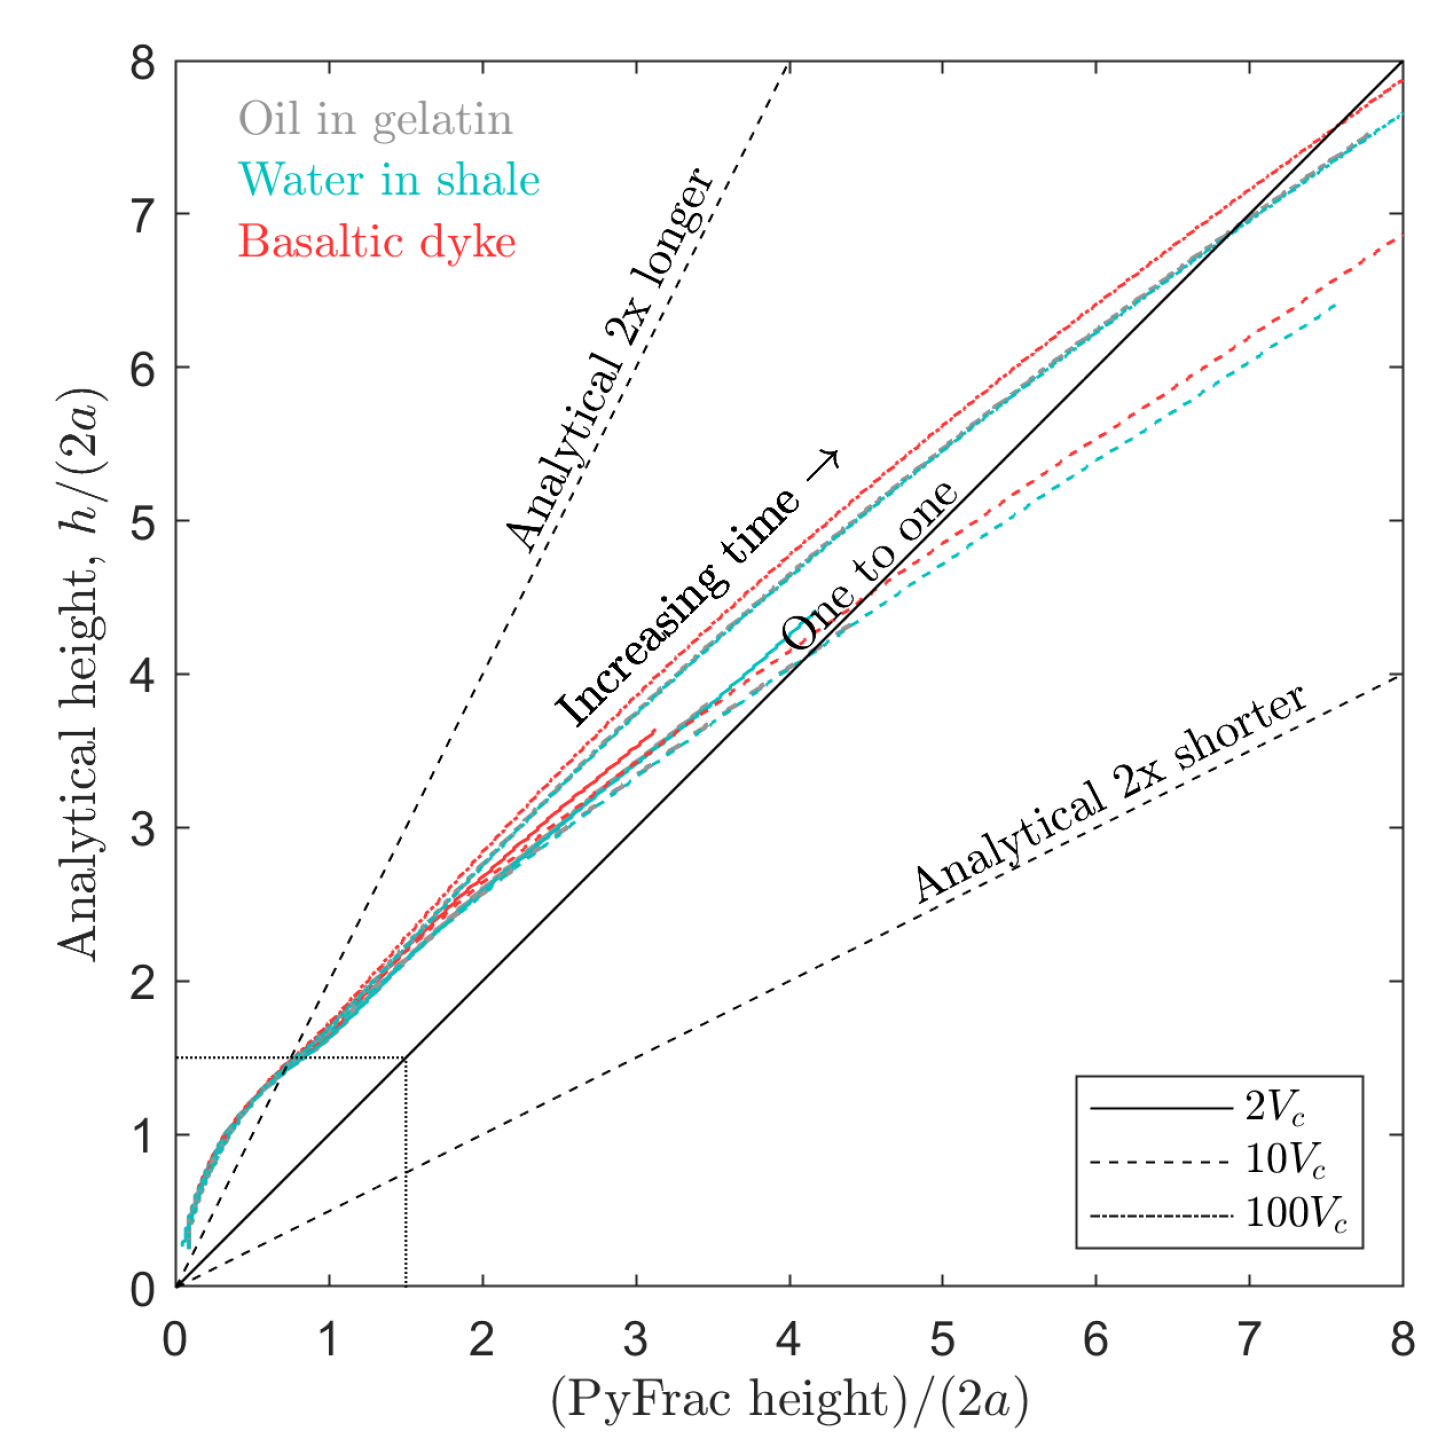 8
7
6
5
4
3
2
1
0
Analytical height, h/(2a)
Oil in gelatin
Water in shale
Basaltic dyke
Analytical 2x longer
Increasing time →
One to one
Analytical 2x shorter
2V_c
10V_c
100V_c
0 1 2 3 4 5 6 7 8
(PyFrac height)/(2a)